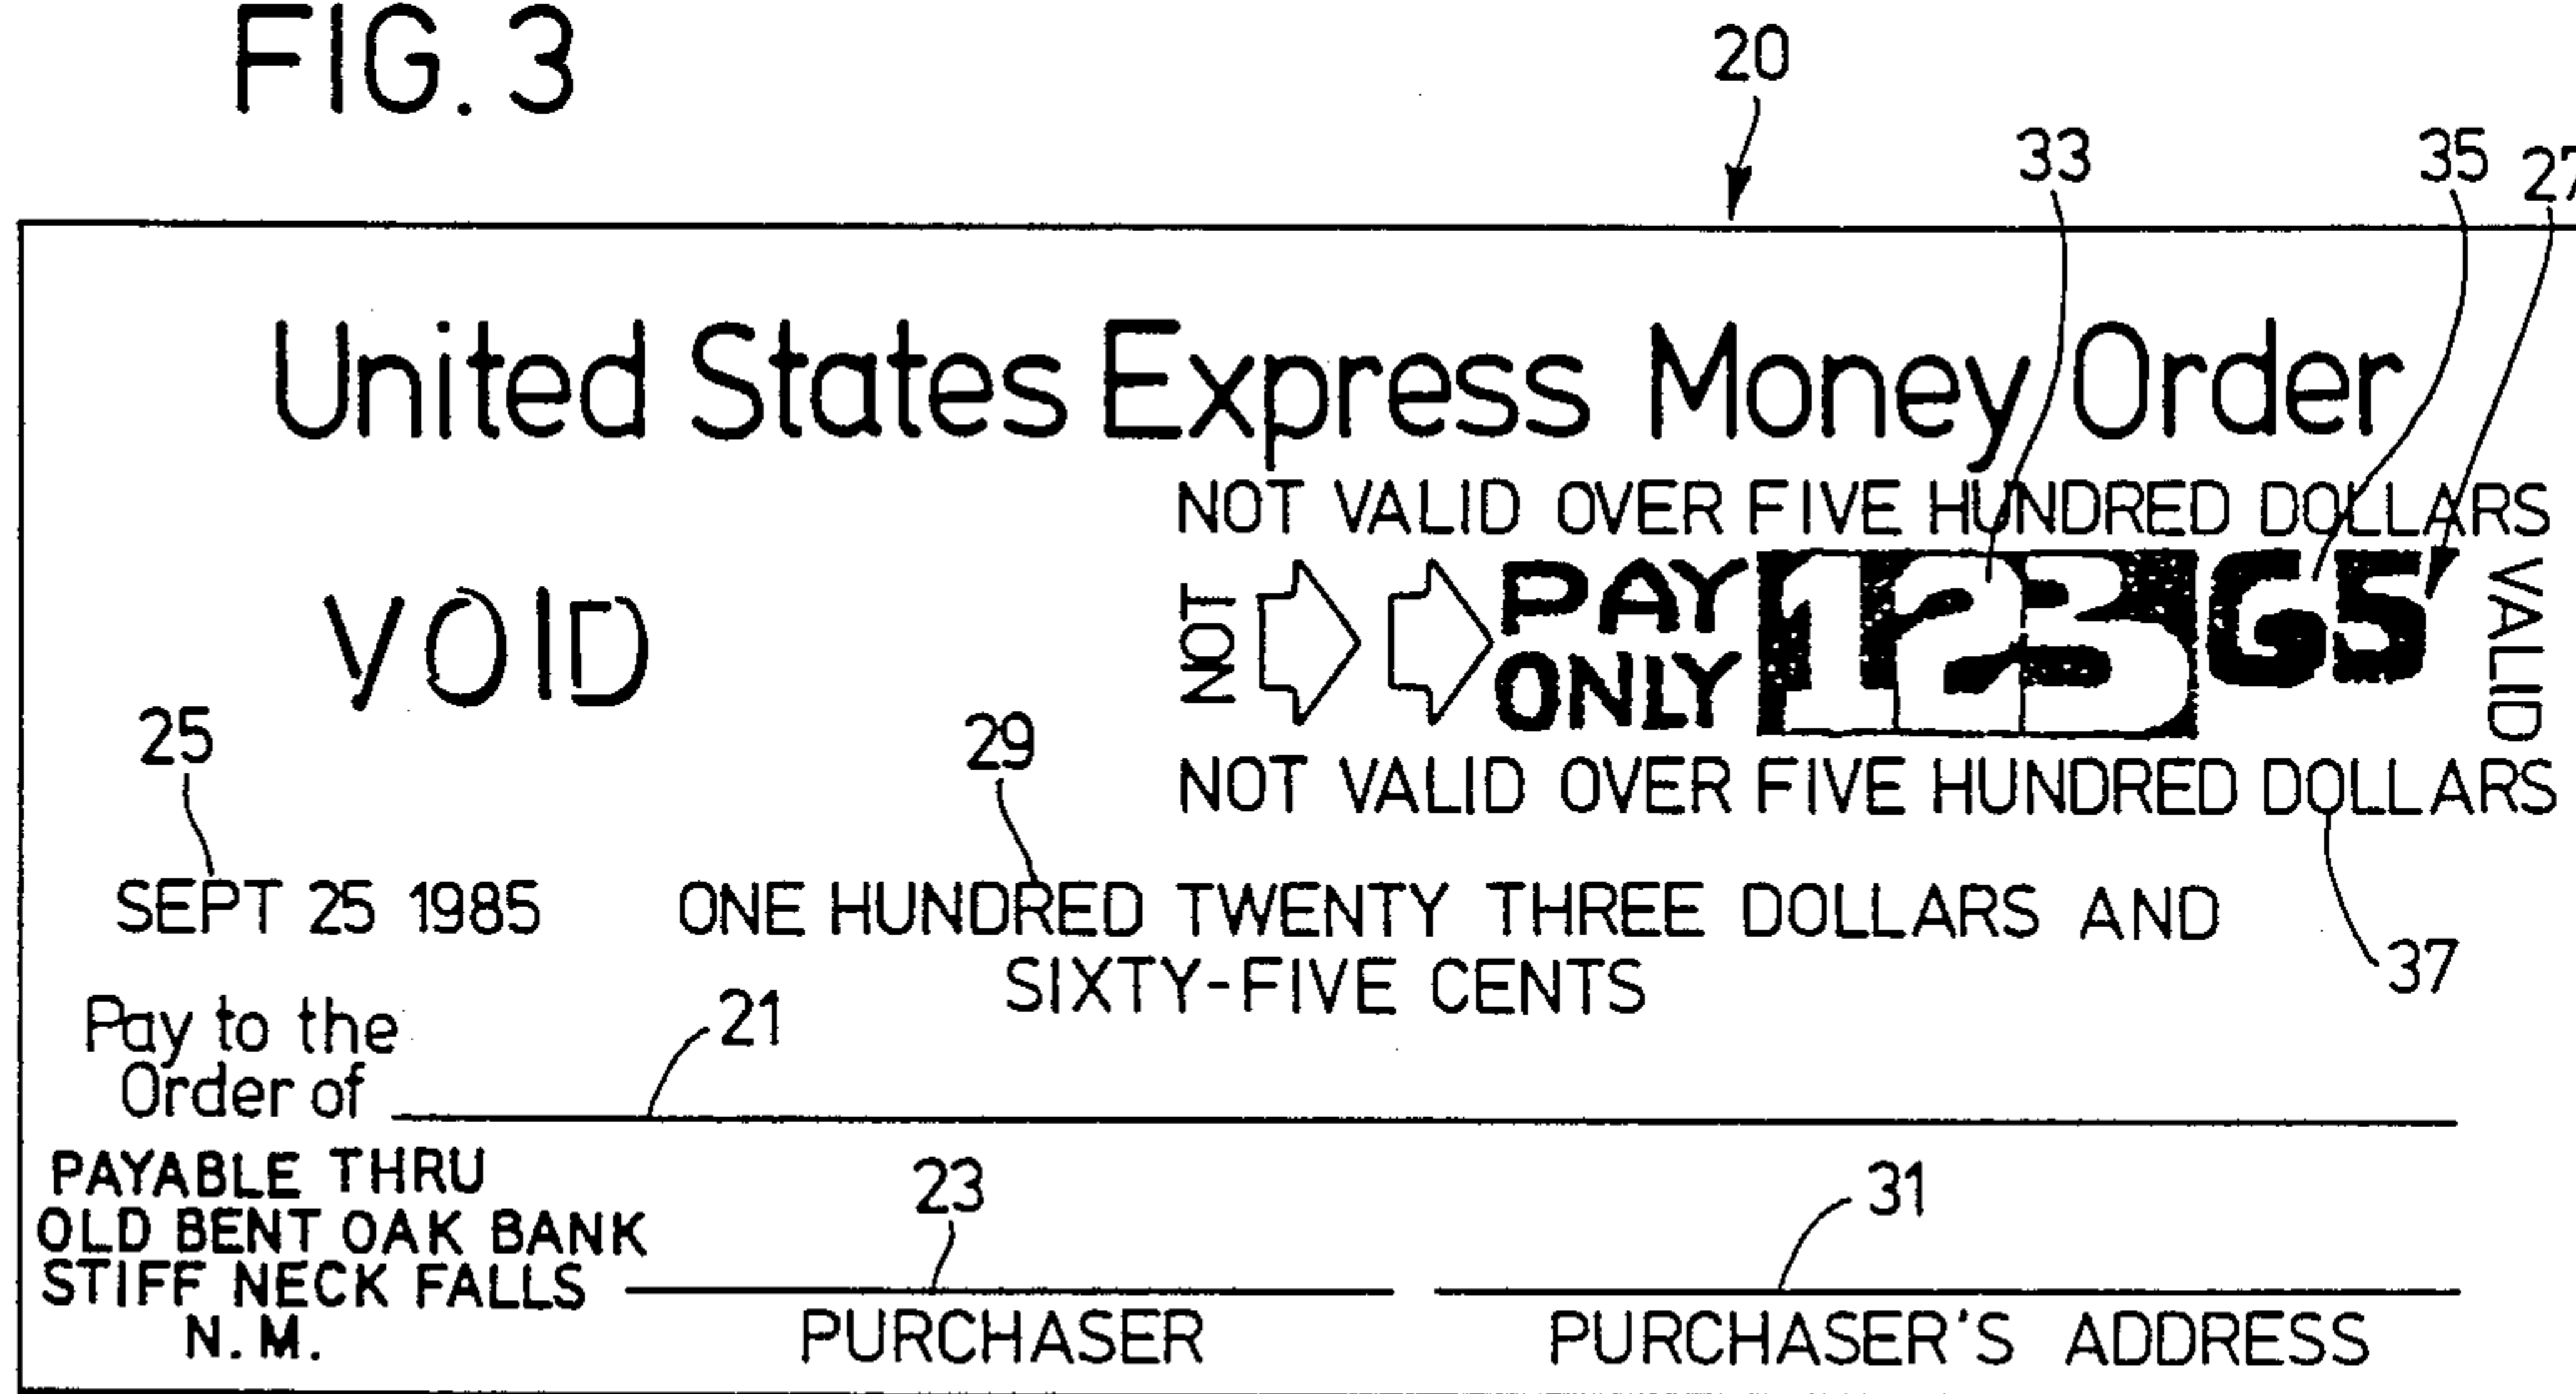 FIG. 3
20
33
35
27
United States Express Money Order
NOT VALID OVER FIVE HUNDRED DOLLARS
VOID
NOT
PAY
ONLY
123 65
VALID
NOT VALID OVER FIVE HUNDRED DOLLARS
25
29
SEPT 25 1985
ONE HUNDRED TWENTY THREE DOLLARS AND
SIXTY-FIVE CENTS
37
Pay to the
Order of
21
PAYABLE THRU
OLD BENT OAK BANK
STIFF NECK FALLS
N. M.
23
31
PURCHASER
PURCHASER'S ADDRESS